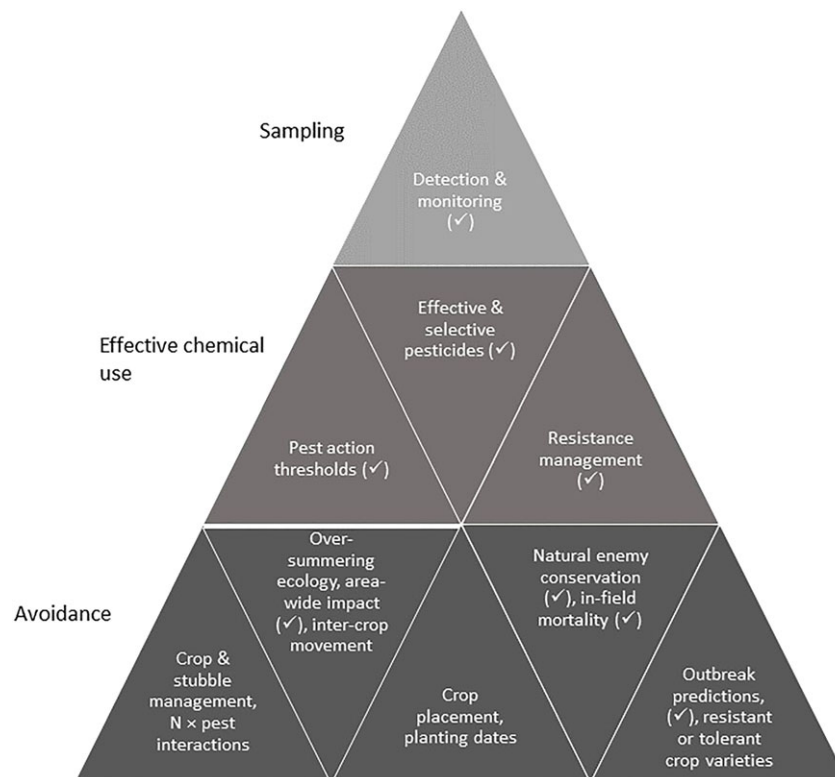 Sampling
Detection &
monitoring
(✓)
Effective chemical
use
Effective &
selective
pesticides (✓)
Pest action
thresholds (✓)
Resistance
management
(✓)
Avoidance
Over-
summering
ecology, area-
wide impact
(✓), inter-crop
movement
Natural enemy
conservation
(✓), in-field
mortality (✓)
Crop &
stubble
management,
N × pest
interactions
Crop
placement,
planting dates
Outbreak
predictions,
(✓), resistant
or tolerant
crop varieties